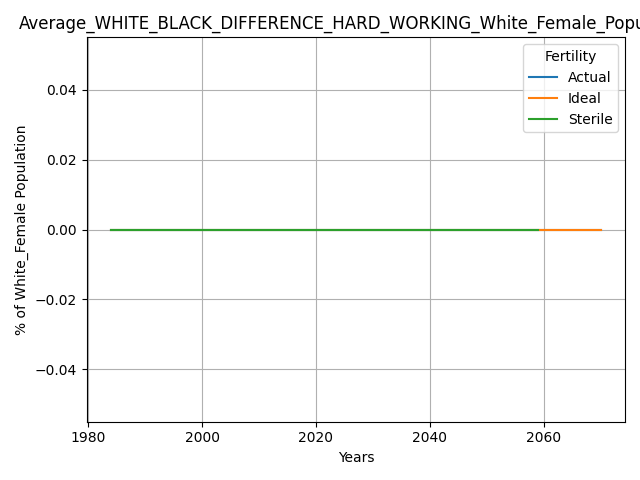 Average_WHITE_BLACK_DIFFERENCE_HARD_WORKING_White_Female_Popu
Fertility
Actual
Ideal
Sterile
% of White_Female Population
0.04
0.02
0.00
−0.02
−0.04
1980 2000 2020 2040 2060
Years